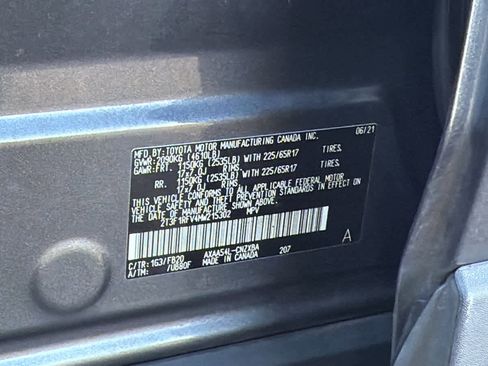 MFD.BY: TOYOTA MOTOR MANUFACTURING CANADA INC. 06/21
GVWR: 2090KG (4610LB)
GAWR: FRT. 1150KG (2535LB) WITH 225/65R17 TIRES,
17x7.0J RIMS
RR. 1150KG (2535LB) WITH 225/65R17 TIRES,
17x7.0J RIMS
THIS VEHICLE CONFORMS TO ALL APPLICABLE FEDERAL MOTOR
VEHICLE SAFETY AND THEFT PREVENTION STANDARDS IN EFFECT
ON THE DATE OF MANUFACTURE SHOWN ABOVE.
2T3F1RFV4MW215302 MPV
C/TR: 1G3/FB20 AXAA54L-CNZXBA A
A/TM: /UB80F MADE IN CANADA 207